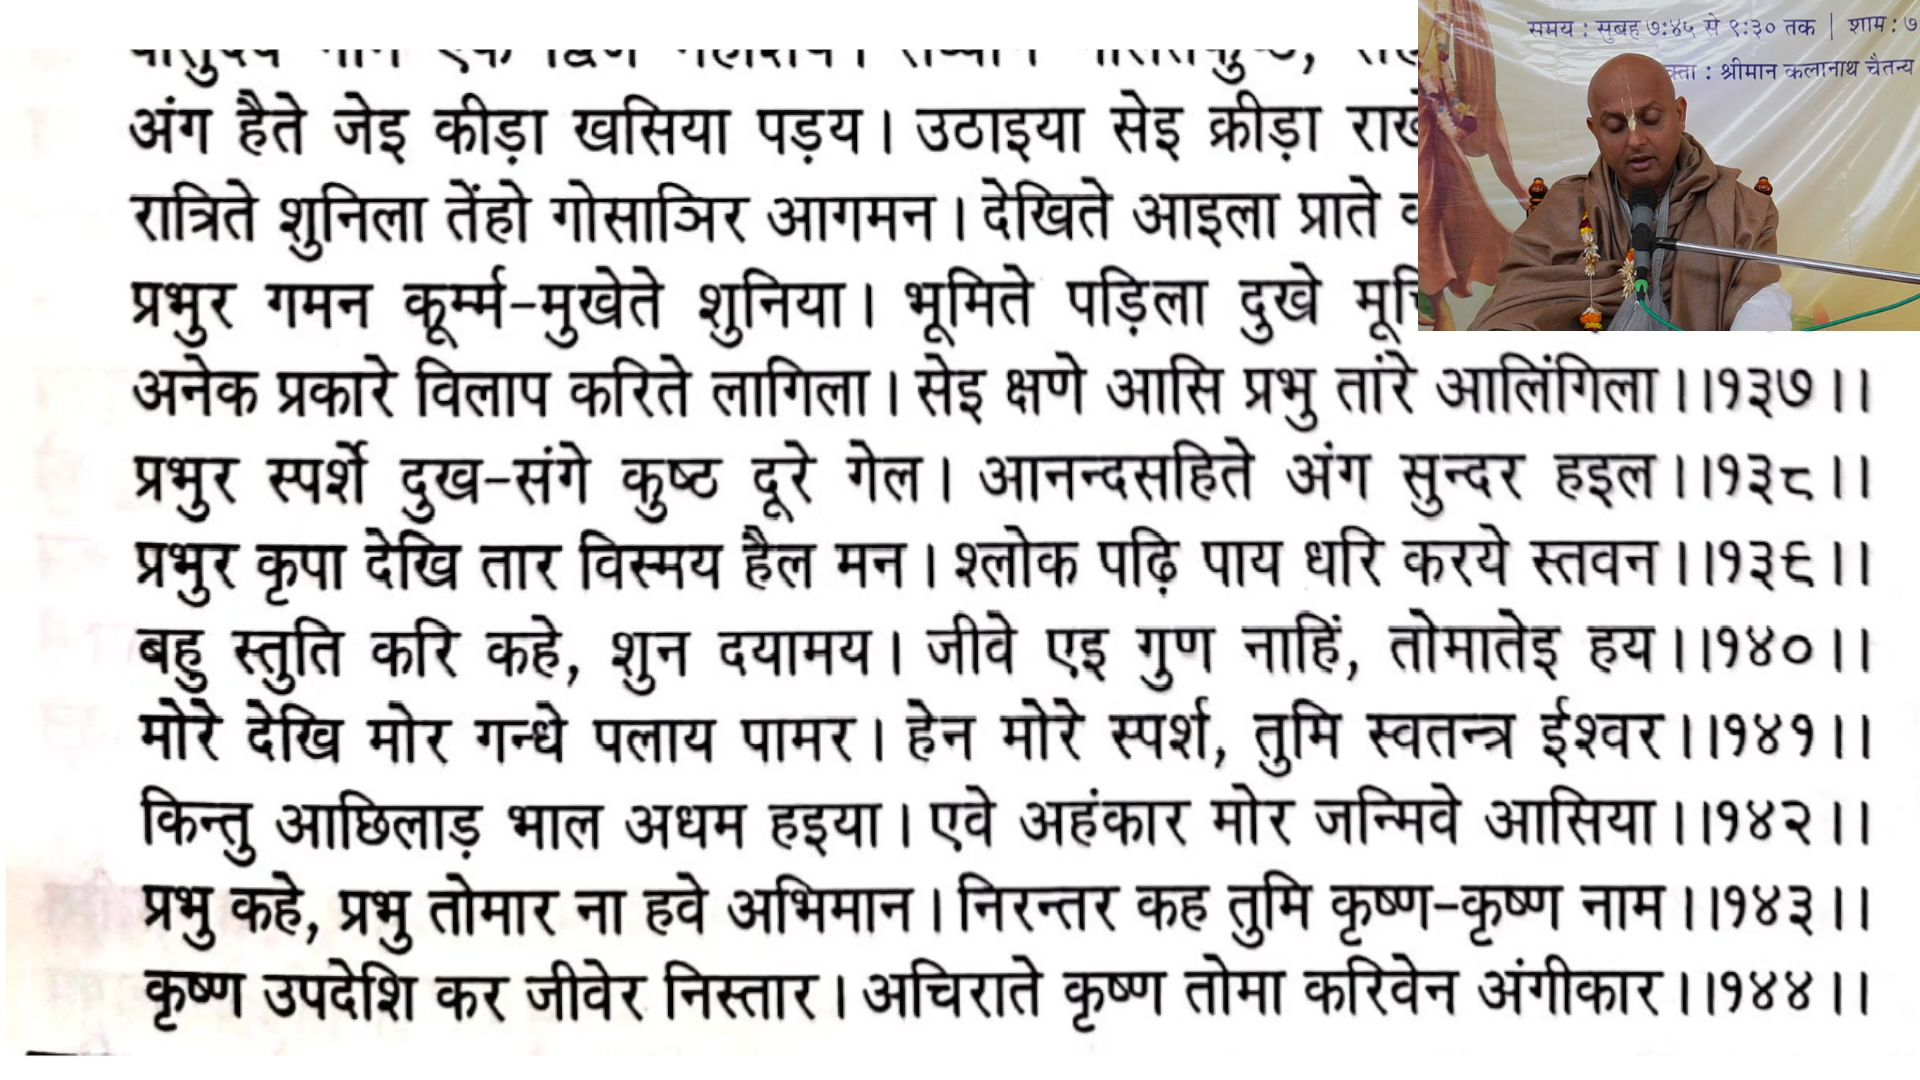 समय : सुबह ७:४५ से ९:३० तक | शाम : ७
श्रीमान कलानाथ चैतन्य
अंग हैते जेइ कीड़ा खसिया पड़य। उठाइया सेइ क्रीड़ा
रात्रिते शुनिला तेंहो गोसाञिर आगमन। देखिते आइला प्राते
प्रभुर गमन कूर्म्म-मुखेते शुनिया। भूमिते पड़िला दुखे
अनेक प्रकारे विलाप करिते लागिला। सेइ क्षणे आसि प्रभु तांरे आलिंगिला।।१३७।।
प्रभुर स्पर्शे दुख-संगे कुष्ठ दूरे गेल। आनन्दसहिते अंग सुन्दर हइल।।१३८।।
प्रभुर कृपा देखि तार विस्मय हैल मन। श्लोक पढ़ि पाय धरि करये स्तवन।।१३९।।
बहु स्तुति करि कहे, शुन दयामय। जीवे एइ गुण नाहिं, तोमातेइ हय।।१४०।।
मोरे देखि मोर गन्धे पलाय पामर। हेन मोरे स्पर्श, तुमि स्वतन्त्र ईश्वर।।१४१।।
किन्तु आछिलाङ भाल अधम हइया। एवे अहंकार मोर जन्मिवे आसिया।।१४२।।
प्रभु कहे, प्रभु तोमार ना हवे अभिमान। निरन्तर कह तुमि कृष्ण-कृष्ण नाम।।१४३।।
कृष्ण उपदेशि कर जीवेर निस्तार। अचिराते कृष्ण तोमा करिवेन अंगीकार।।१४४।।